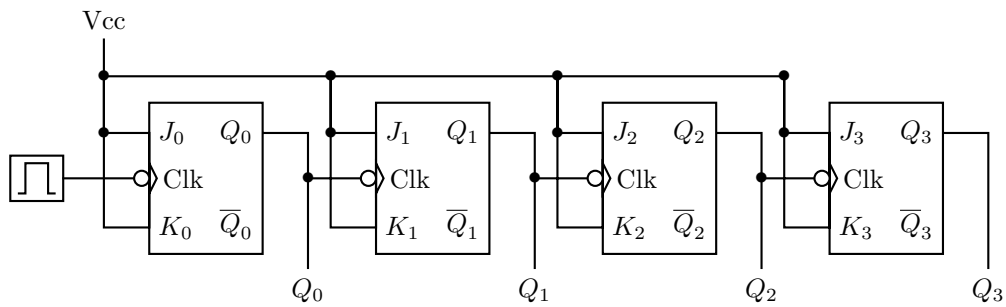 Vcc
J₀ Q₀ J₁ Q₁ J₂ Q₂ J₃ Q₃
Clk Clk Clk Clk
K₀ Q̅₀ K₁ Q̅₁ K₂ Q̅₂ K₃ Q̅₃
Q₀ Q₁ Q₂ Q₃